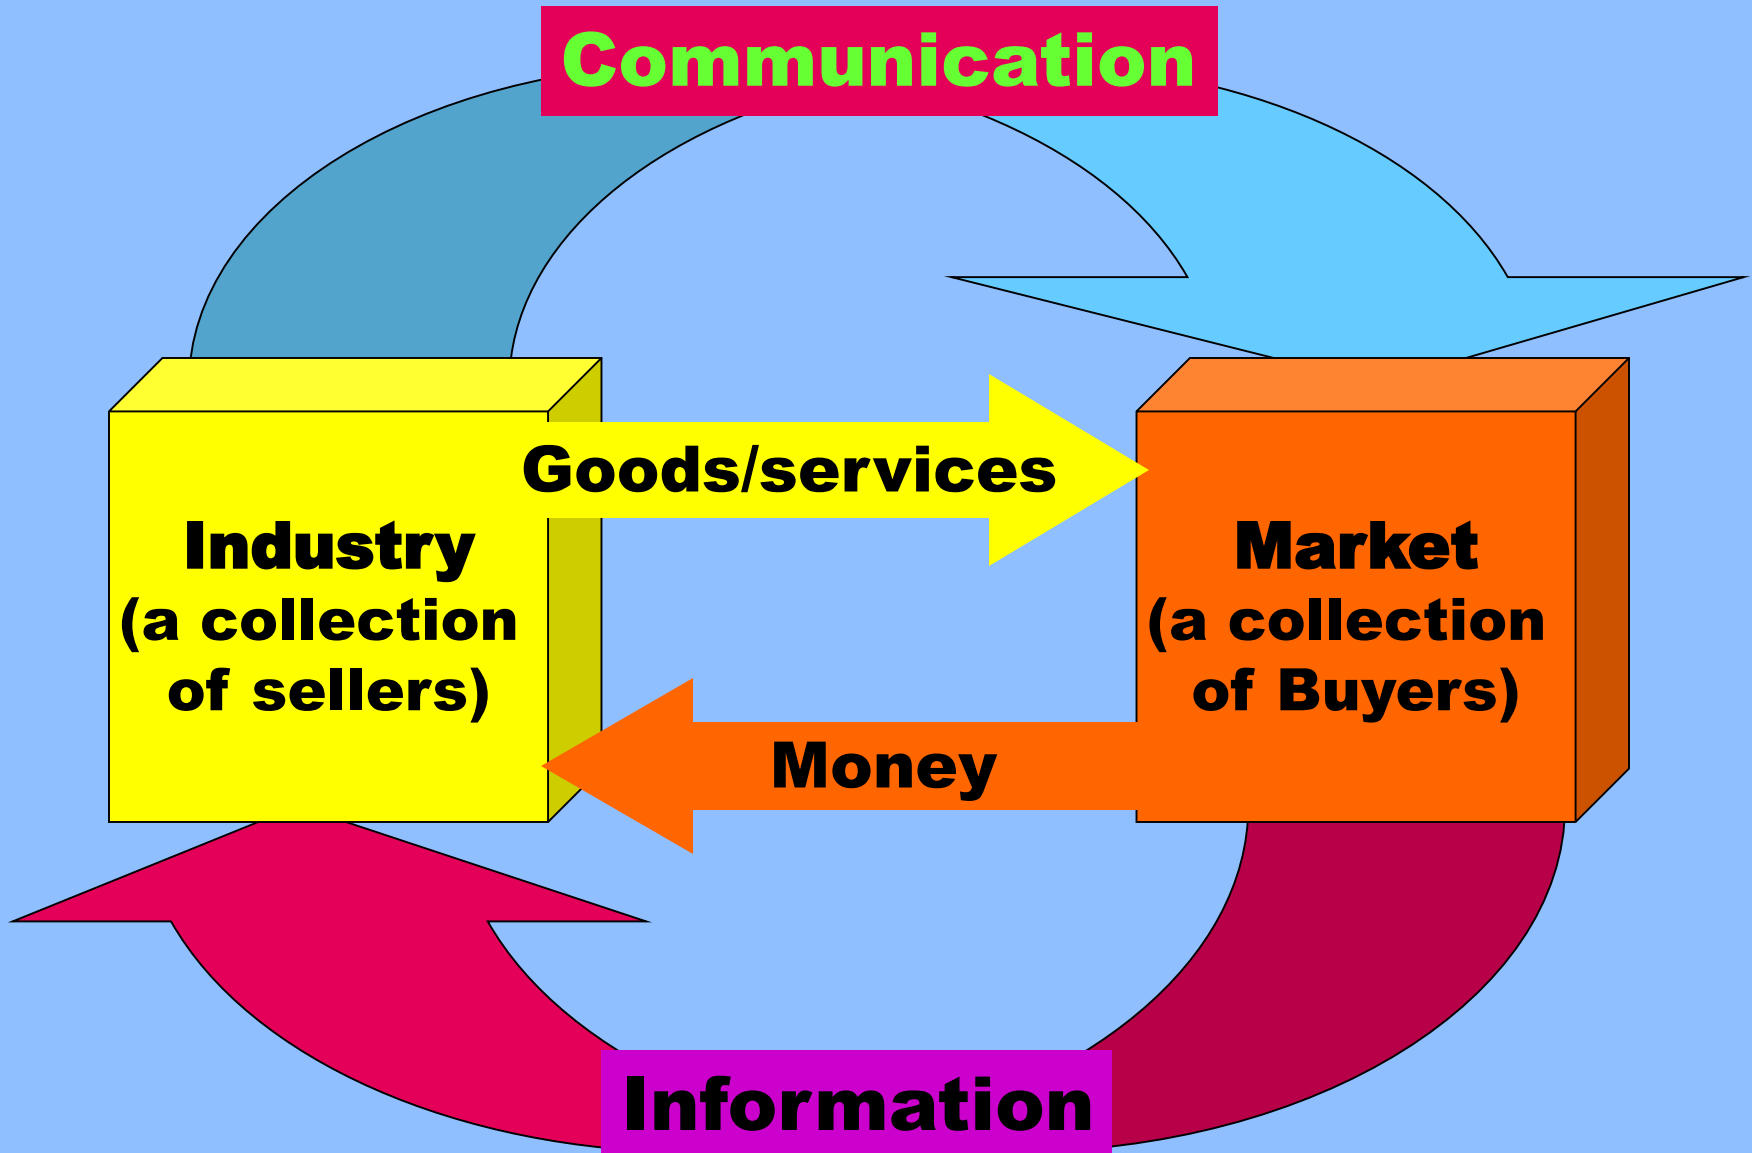 Communication
Goods/services
Industry
(a collection
of sellers)
Market
(a collection
of Buyers)
Money
Information